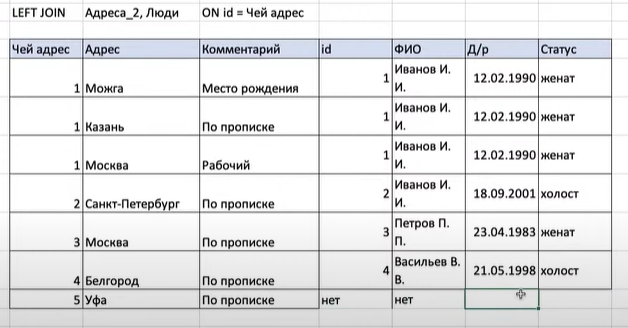 LEFT JOIN Адреса_2, Люди ON id = Чей адрес
Чей адрес Адрес Комментарий id ФИО Д/р Статус
1 Можга Место рождения 1 Иванов И. И. 12.02.1990 женат
1 Казань По прописке 1 Иванов И. И. 12.02.1990 женат
1 Москва Рабочий 1 Иванов И. И. 12.02.1990 женат
2 Санкт-Петербург По прописке 2 Иванов И. И. 18.09.2001 холост
3 Москва По прописке 3 Петров П. П. 23.04.1983 женат
4 Белгород По прописке 4 Васильев В. В. 21.05.1998 холост
5 Уфа По прописке нет нет